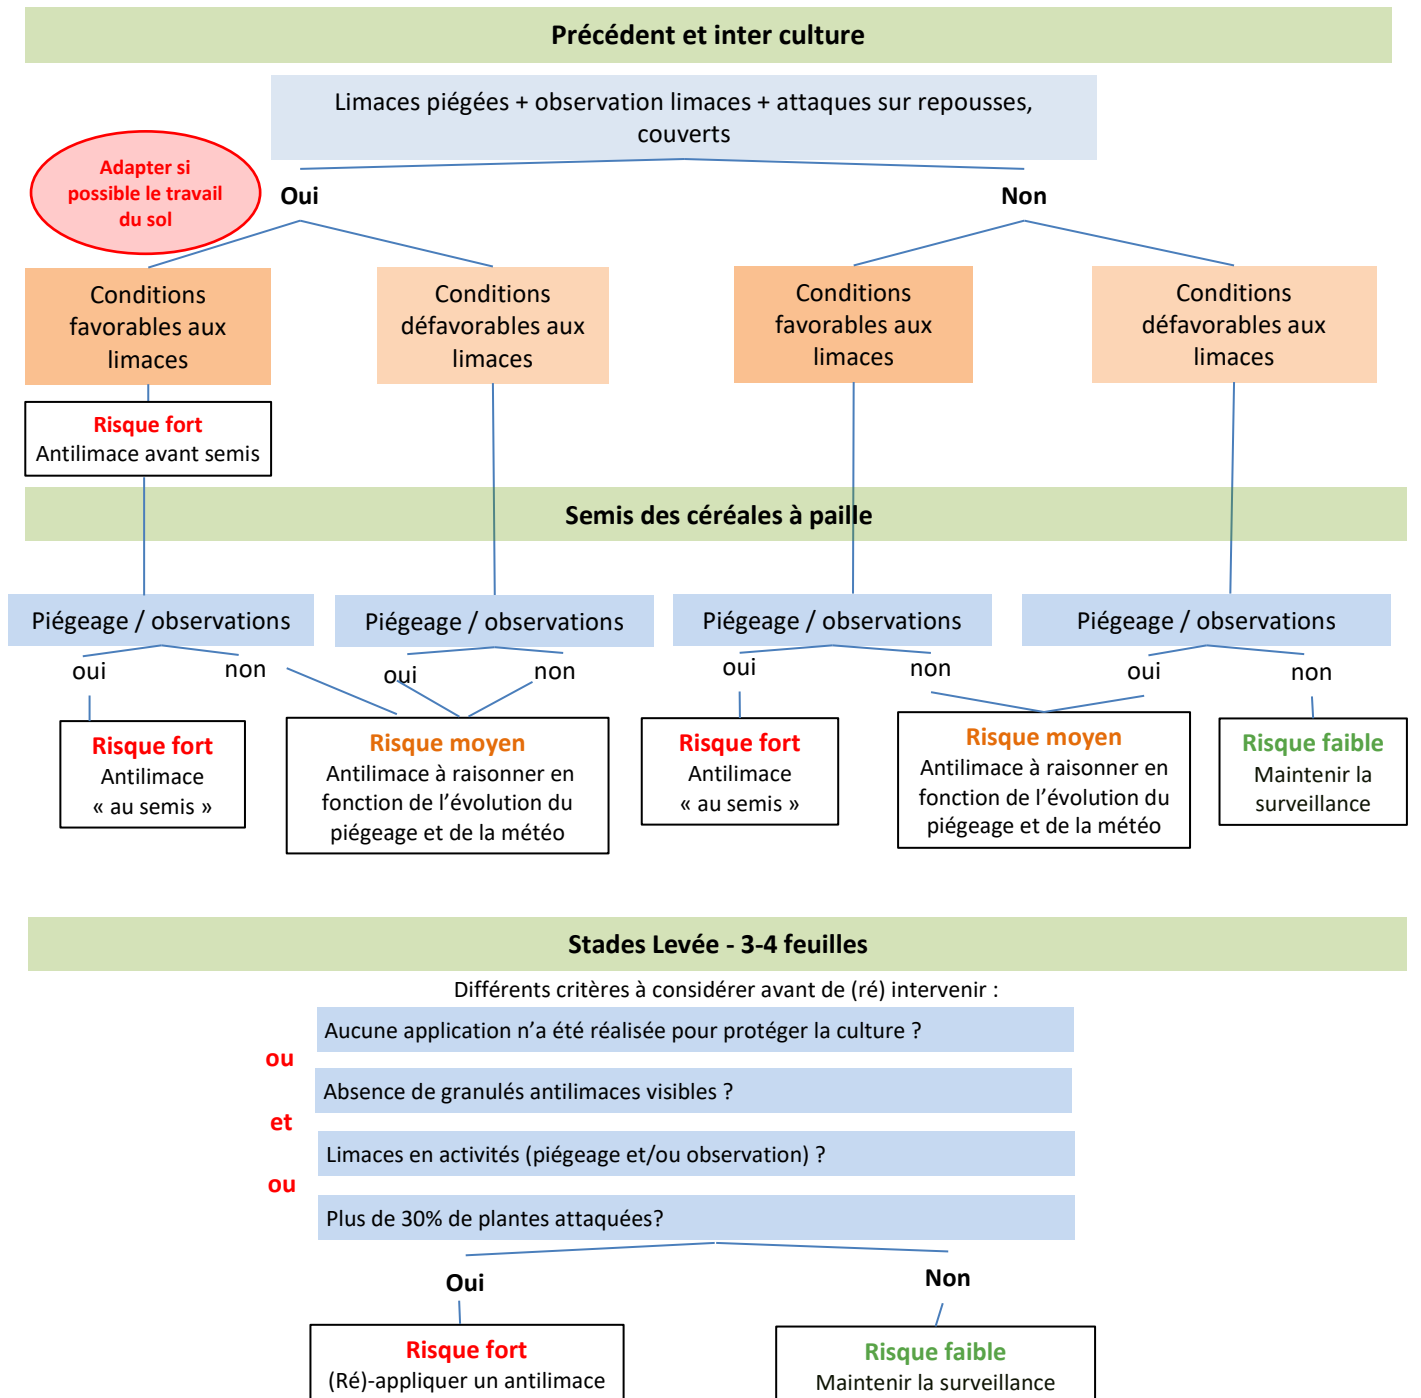 Précédent et inter culture
Limaces piégées + observation limaces + attaques sur repousses,
couverts
Adapter si
possible le travail
du sol
Oui
Non
Conditions
favorables aux
limaces
Conditions
défavorables aux
limaces
Conditions
favorables aux
limaces
Conditions
défavorables aux
limaces
Risque fort
Antilimace avant semis
Semis des céréales à paille
Piégeage / observations
Piégeage / observations
Piégeage / observations
Piégeage / observations
oui
non
oui
non
oui
non
oui
non
Risque fort
Antilimace
« au semis »
Risque moyen
Antilimace à raisonner en
fonction de l'évolution du
piégeage et de la météo
Risque fort
Antilimace
« au semis »
Risque moyen
Antilimace à raisonner en
fonction de l'évolution du
piégeage et de la météo
Risque faible
Maintenir la
surveillance
Stades Levée - 3-4 feuilles
Différents critères à considérer avant de (ré) intervenir :
Aucune application n'a été réalisée pour protéger la culture ?
ou
Absence de granulés antilimaces visibles ?
et
Limaces en activités (piégeage et/ou observation) ?
ou
Plus de 30% de plantes attaquées?
Oui
Non
Risque fort
(Ré)-appliquer un antilimace
Risque faible
Maintenir la surveillance